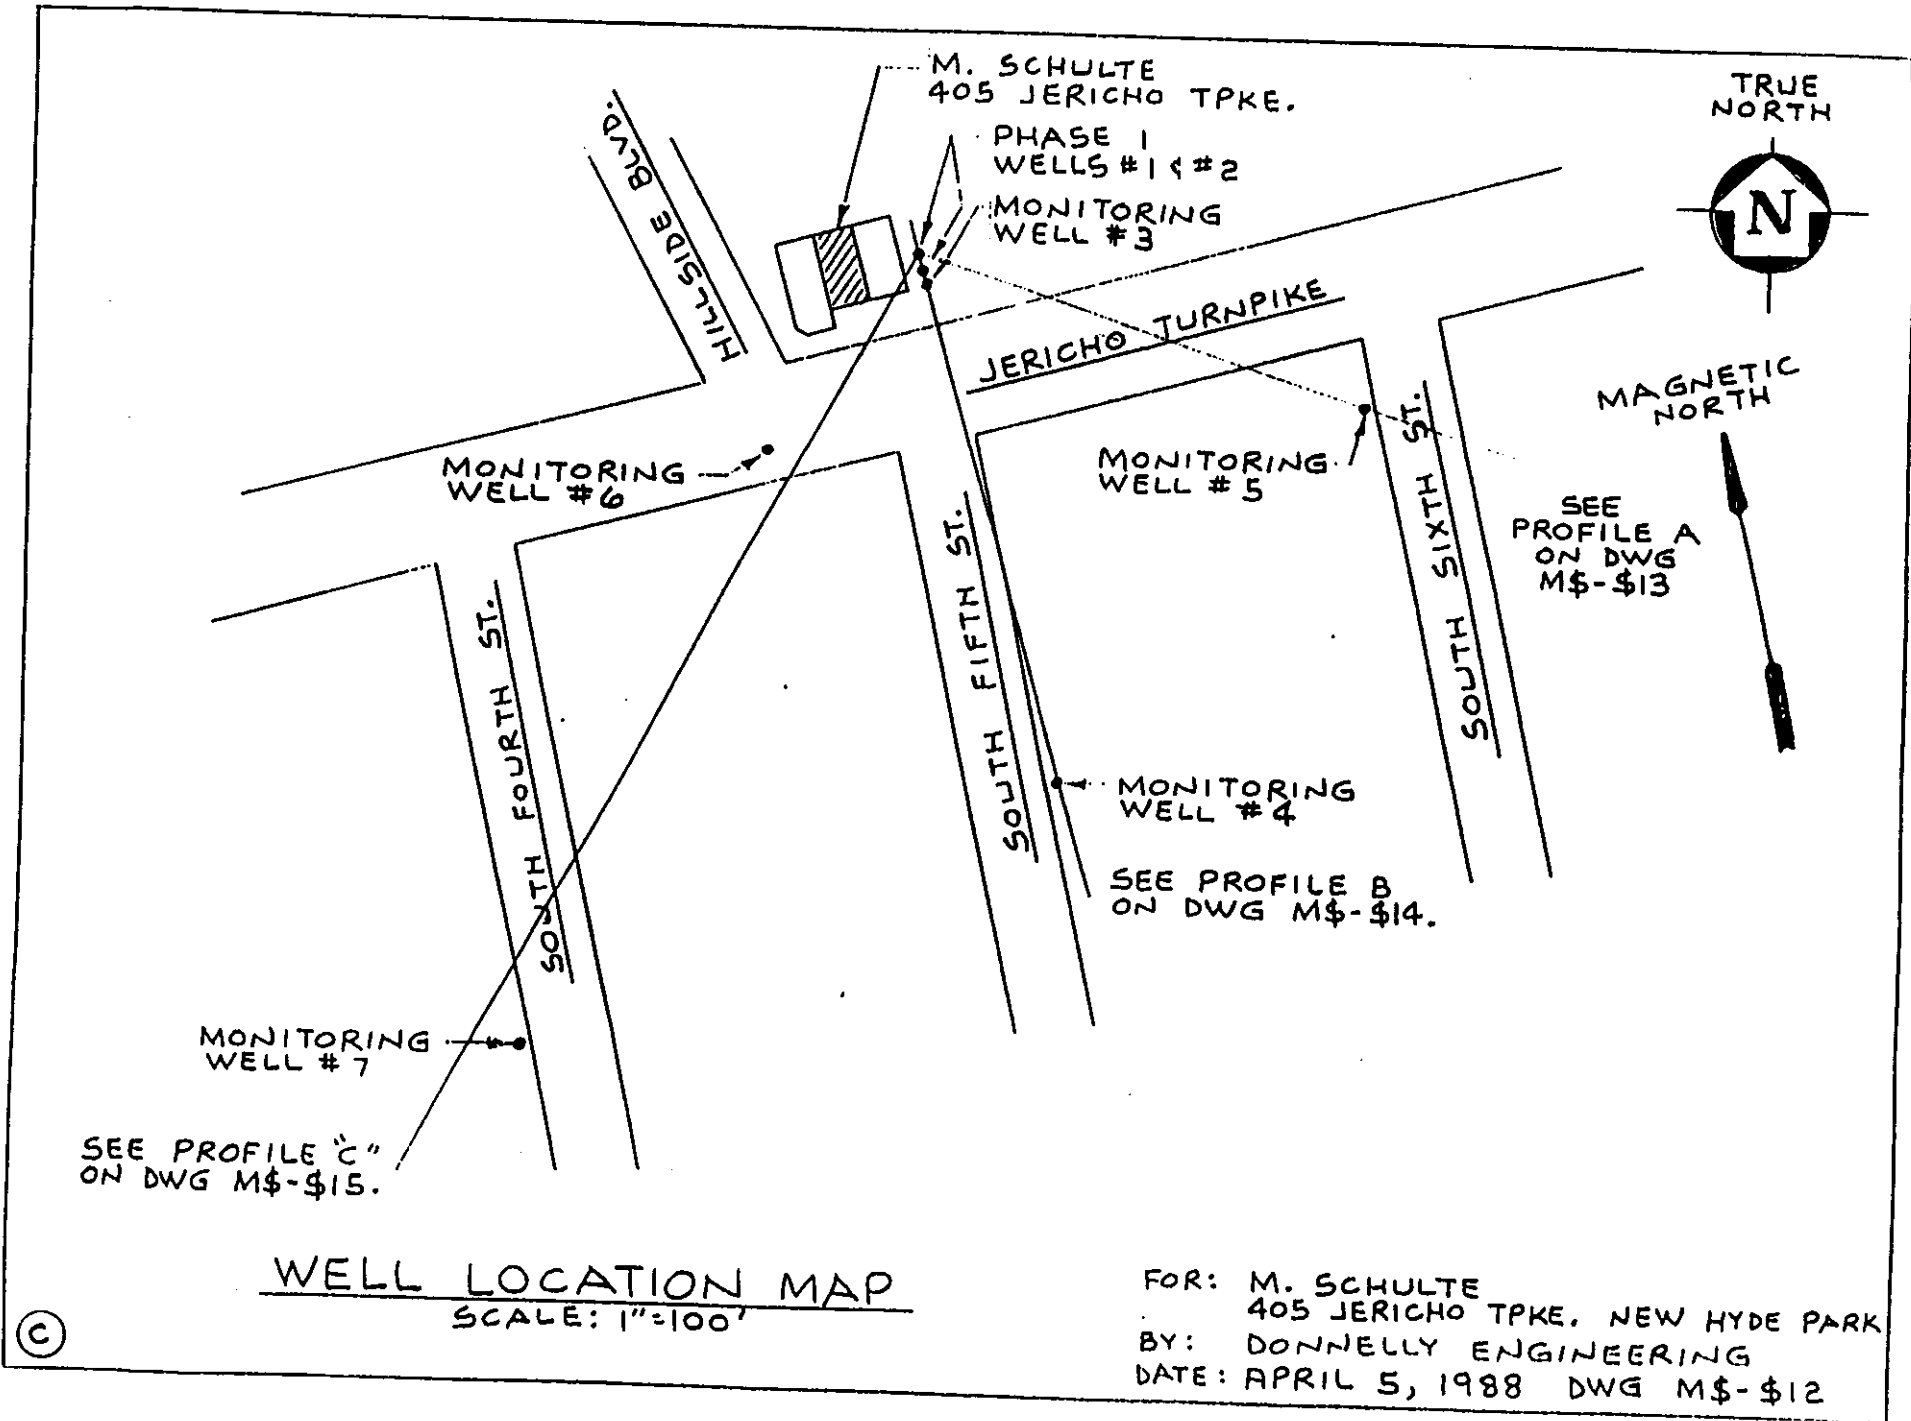 M. SCHULTE
405 JERICHO TPKE.
PHASE 1
WELLS #1 & #2
MONITORING
WELL #3
TRUE
NORTH
N
HILLSIDE BLVD.
JERICHO TURNPIKE
MAGNETIC
NORTH
MONITORING
WELL #6
MONITORING
WELL #5
SEE
PROFILE A
ON DWG
M$-$13
SOUTH FOURTH ST.
SOUTH FIFTH ST.
SOUTH SIXTH ST.
MONITORING
WELL #4
SEE PROFILE B
ON DWG M$-$14.
MONITORING
WELL #7
SEE PROFILE "C"
ON DWG M$-$15.
WELL LOCATION MAP
SCALE: 1"=100'
C
FOR: M. SCHULTE
405 JERICHO TPKE. NEW HYDE PARK
BY: DONNELLY ENGINEERING
DATE: APRIL 5, 1988 DWG M$-$12